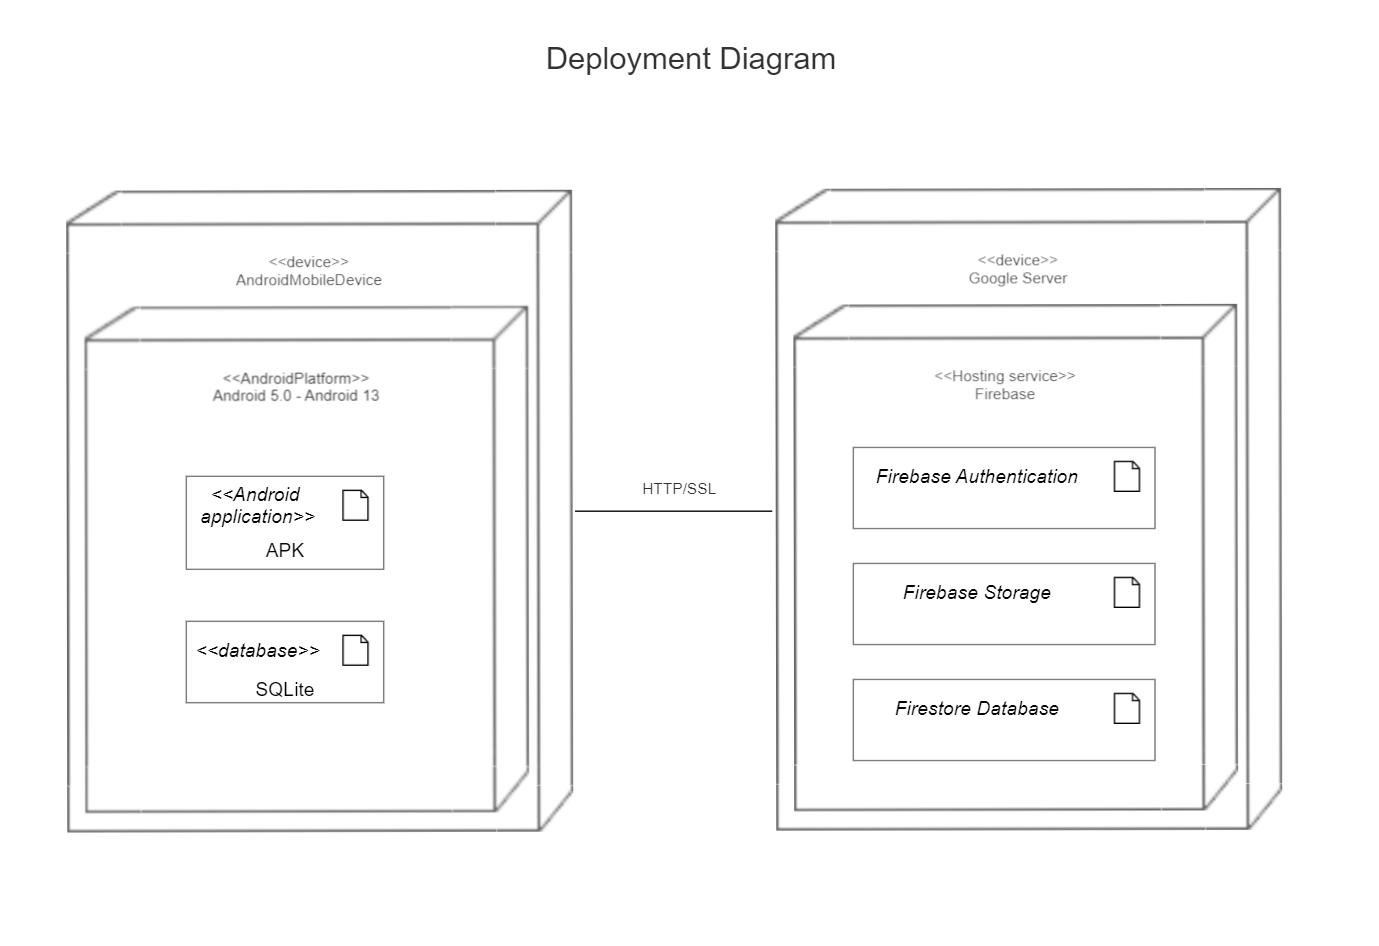 Deployment Diagram
<<device>>
AndroidMobileDevice
<<AndroidPlatform>>
Android 5.0 - Android 13
<<Android
application>>
APK
<<database>>
SQLite
HTTP/SSL
<<device>>
Google Server
<<Hosting service>>
Firebase
Firebase Authentication
Firebase Storage
Firestore Database